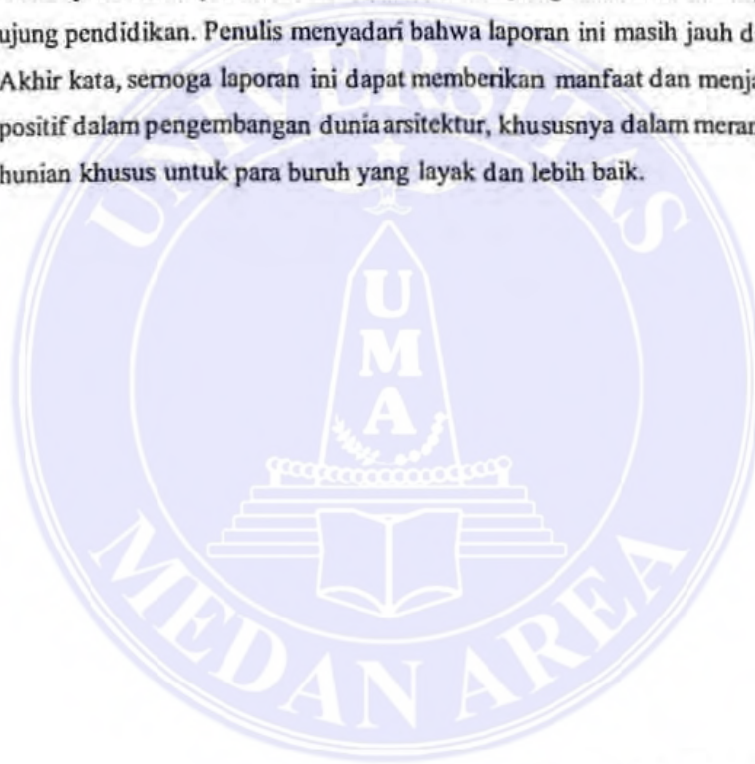 ujung pendidikan. Penulis menyadari bahwa laporan ini masih jauh d
Akhir kata, semoga laporan ini dapat memberikan manfaat dan menja
positif dalam pengembangan dunia arsitektur, khususnya dalam meran
hunian khusus untuk para buruh yang layak dan lebih baik.
UNIVERSITAS
U
M
A
MEDAN AREA